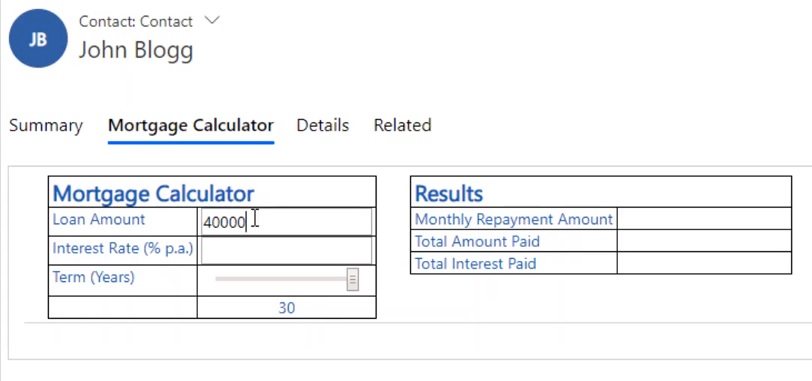 JB
Contact: Contact
John Blogg
Summary Mortgage Calculator Details Related
Mortgage Calculator
Loan Amount 40000
Interest Rate (% p.a.)
Term (Years)
30
Results
Monthly Repayment Amount
Total Amount Paid
Total Interest Paid